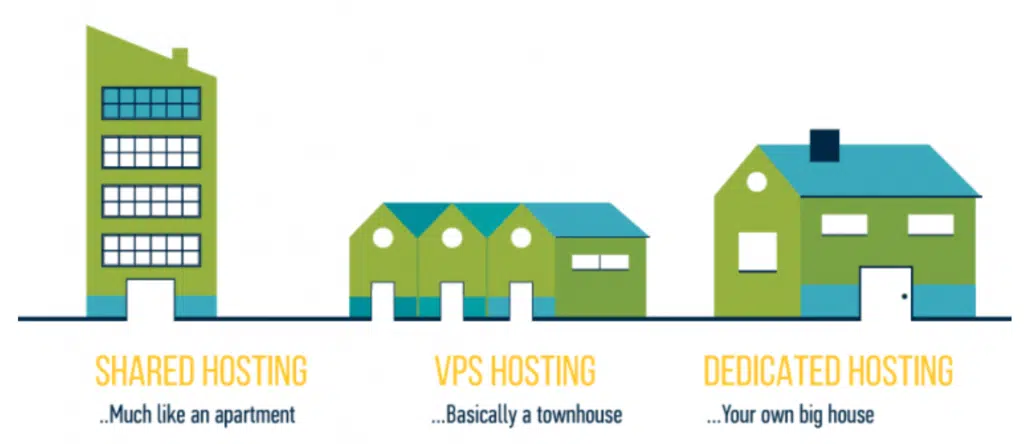 SHARED HOSTING
..Much like an apartment
VPS HOSTING
...Basically a townhouse
DEDICATED HOSTING
...Your own big house